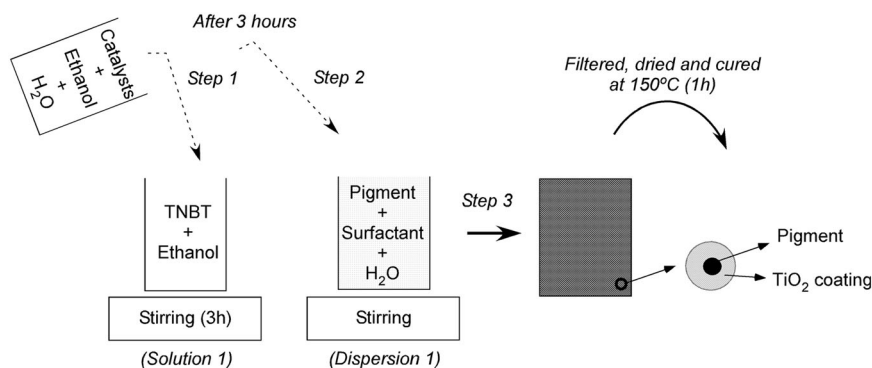 After 3 hours
Catalysts
+
Ethanol
+
H2O
Step 1
Step 2
Filtered, dried and cured
at 150ºC (1h)
TNBT
+
Ethanol
Stirring (3h)
(Solution 1)
Pigment
+
Surfactant
+
H2O
Stirring
(Dispersion 1)
Step 3
Pigment
TiO2 coating